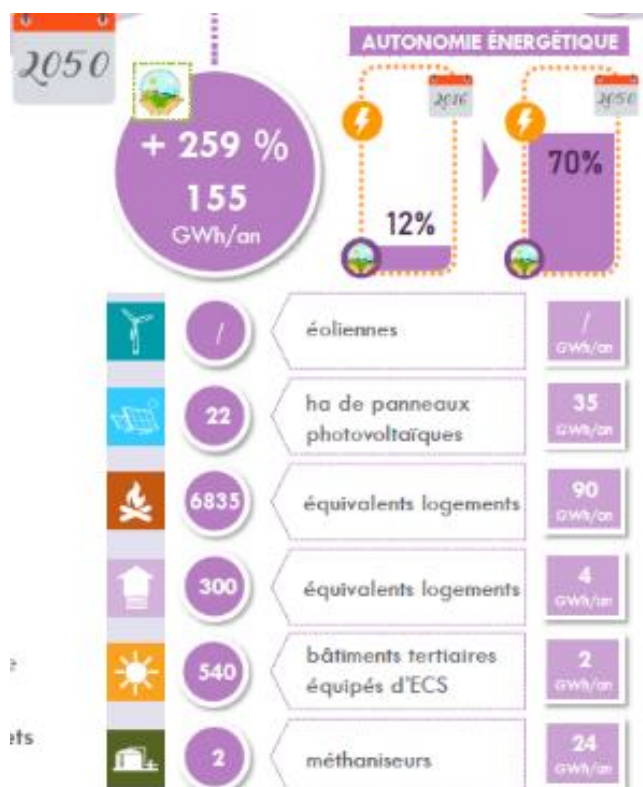 2050
AUTONOMIE ÉNERGÉTIQUE
2016
2050
+ 259 %
155
GWh/an
12%
70%
/
éoliennes
/
GWh/an
22
ha de panneaux
photovoltaïques
35
GWh/an
6835
équivalents logements
90
GWh/an
300
équivalents logements
4
GWh/an
540
bâtiments tertiaires
équipés d'ECS
2
GWh/an
2
méthaniseurs
24
GWh/an
e
ets